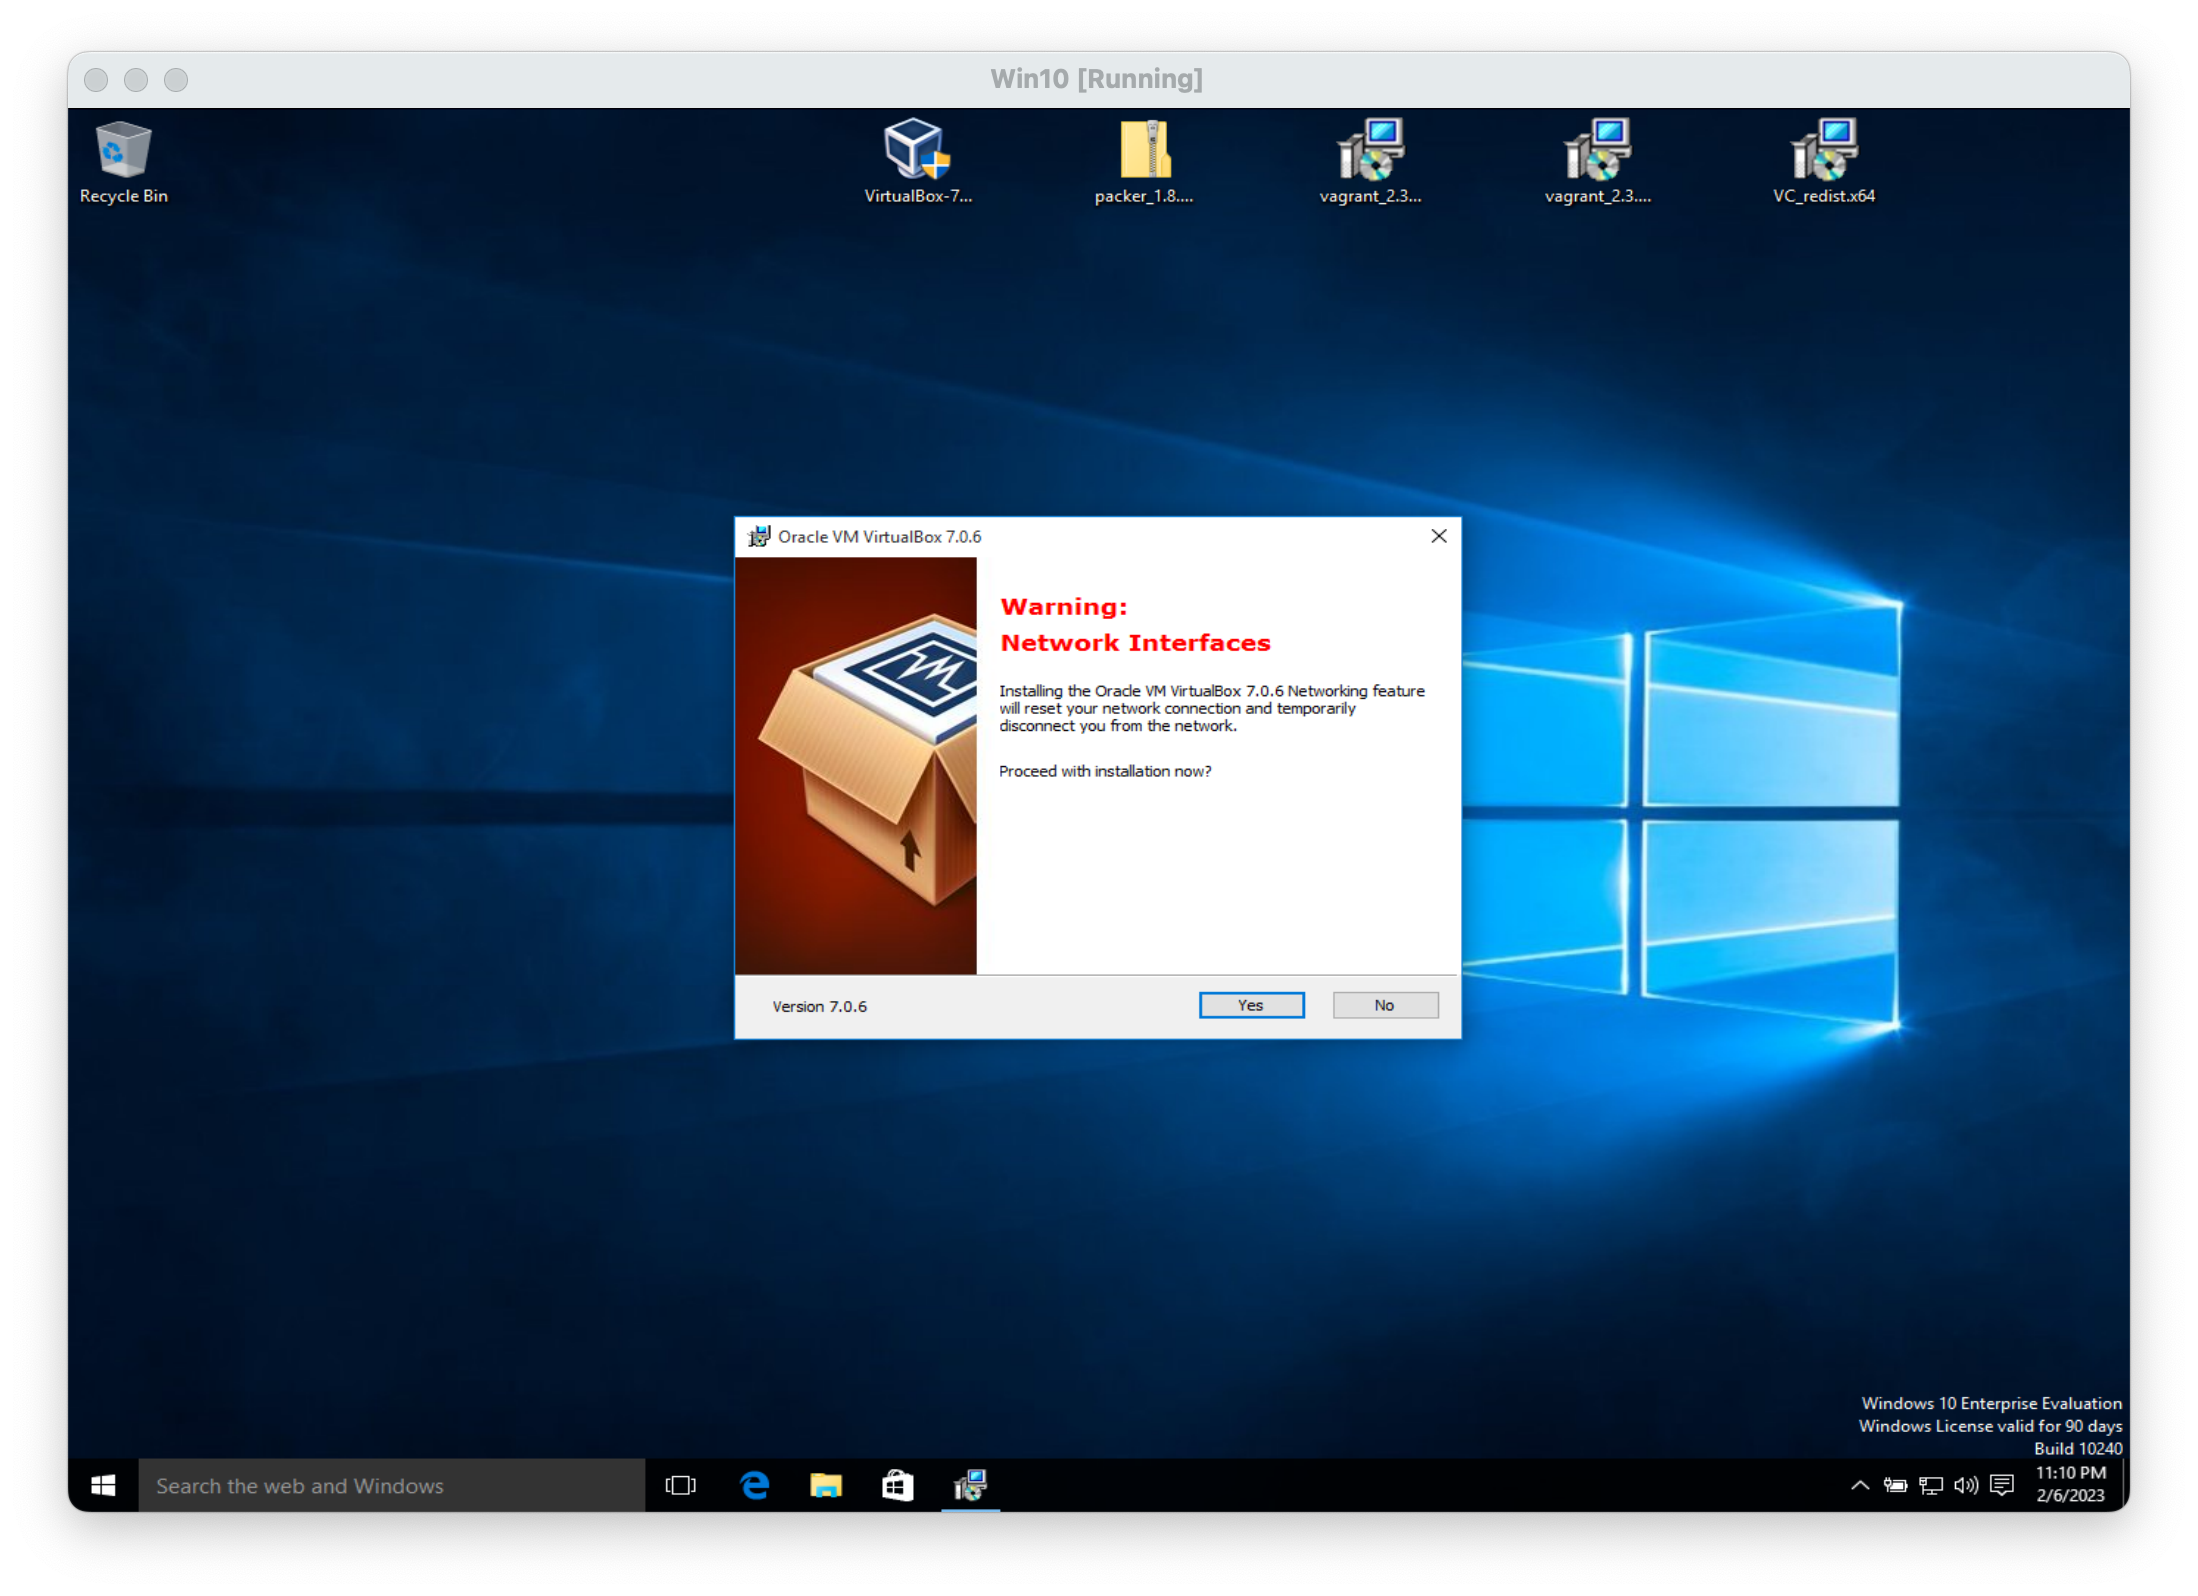 Win10 [Running]
Recycle Bin
VirtualBox-7...
packer_1.8....
vagrant_2.3...
vagrant_2.3....
VC_redist.x64
Oracle VM VirtualBox 7.0.6
Warning:
Network Interfaces
Installing the Oracle VM VirtualBox 7.0.6 Networking feature
will reset your network connection and temporarily
disconnect you from the network.
Proceed with installation now?
Version 7.0.6
Yes
No
Windows 10 Enterprise Evaluation
Windows License valid for 90 days
Build 10240
Search the web and Windows
11:10 PM
2/6/2023